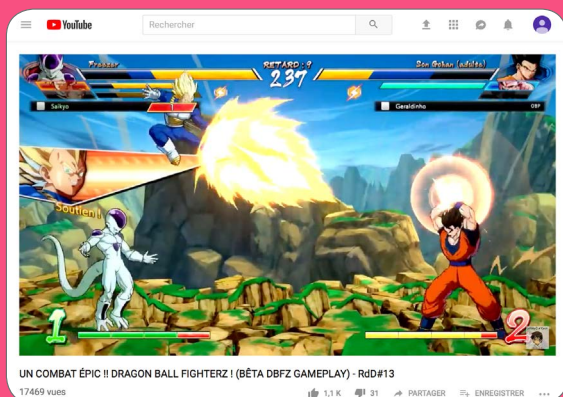 YouTube
Rechercher
Freezer
RETARD : 9
237
Son Gohan (adulte)
Saikyo
Geraldinho
OBP
Soutien !
1
2
UN COMBAT ÉPIC !! DRAGON BALL FIGHTERZ ! (BÊTA DBFZ GAMEPLAY) - RdD#13
17469 vues
1,1 K
31
PARTAGER
ENREGISTRER